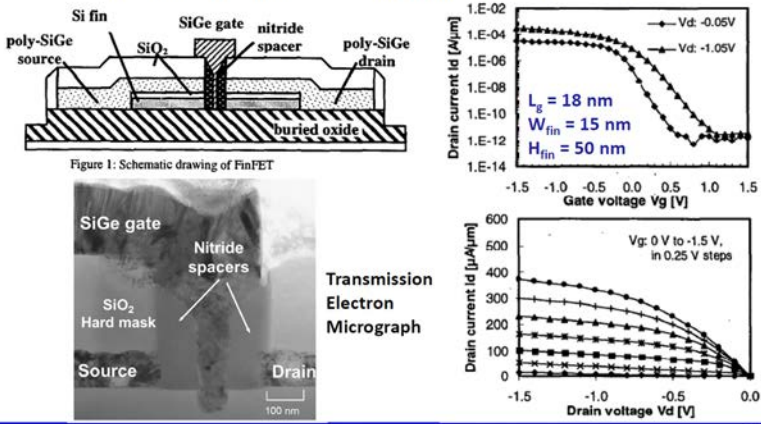 SiGe gate
Si fin
nitride
spacer
SiO₂
poly-SiGe
source
poly-SiGe
drain
buried oxide
Figure 1: Schematic drawing of FinFET
SiGe gate
Nitride
spacers
SiO₂
Hard mask
Source
Drain
100 nm
Transmission
Electron
Micrograph
Drain current Id [A/µm]
1.E-02
1.E-04
1.E-06
1.E-08
1.E-10
1.E-12
1.E-14
Vd: -0.05V
Vd: -1.05V
Lg = 18 nm
Wfin = 15 nm
Hfin = 50 nm
-1.5 -1.0 -0.5 0.0 0.5 1.0 1.5
Gate voltage Vg [V]
Drain current Id [µA/µm]
600
500
400
300
200
100
0
Vg: 0 V to -1.5 V,
in 0.25 V steps
-1.5 -1.0 -0.5 0.0
Drain voltage Vd [V]